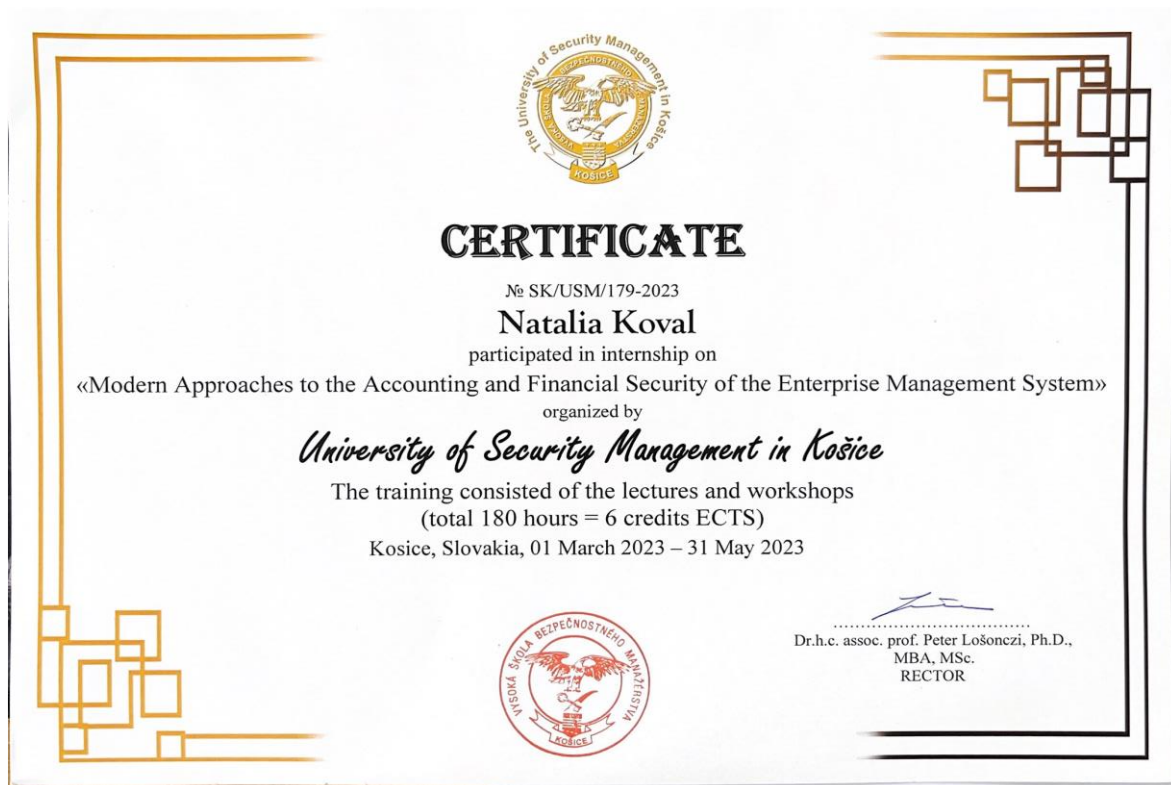 The University of Security Management in Košice
VYSOKÁ ŠKOLA BEZPEČNOSTNÉHO MANAŽÉRSTVA
KOŠICE
CERTIFICATE
№ SK/USM/179-2023
Natalia Koval
participated in internship on
«Modern Approaches to the Accounting and Financial Security of the Enterprise Management System»
organized by
University of Security Management in Košice
The training consisted of the lectures and workshops
(total 180 hours = 6 credits ECTS)
Kosice, Slovakia, 01 March 2023 – 31 May 2023
VYSOKÁ ŠKOLA BEZPEČNOSTNÉHO MANAŽÉRSTVA
KOŠICE
Dr.h.c. assoc. prof. Peter Lošonczi, Ph.D.,
MBA, MSc.
RECTOR